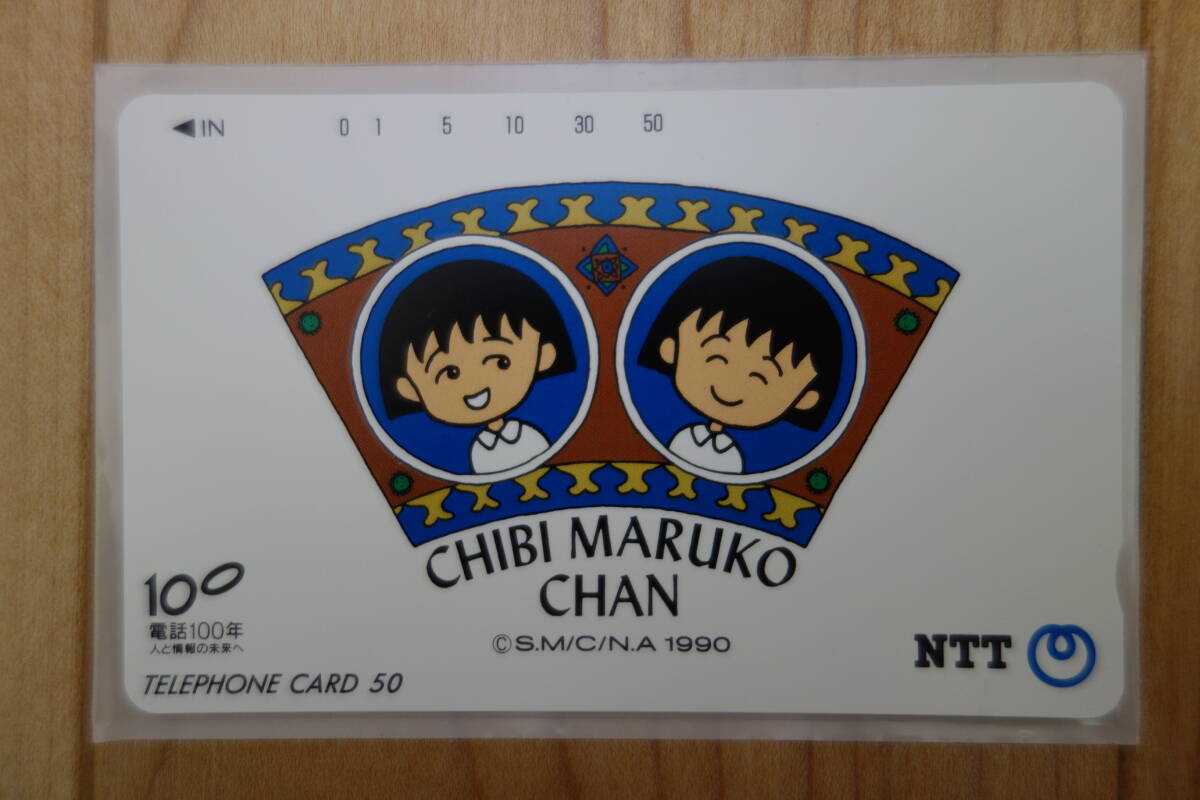 ◀IN 0 1 5 10 30 50
CHIBI MARUKO
CHAN
©S.M/C/N.A 1990
100
電話100年
人と情報の未来へ
TELEPHONE CARD 50
NTT